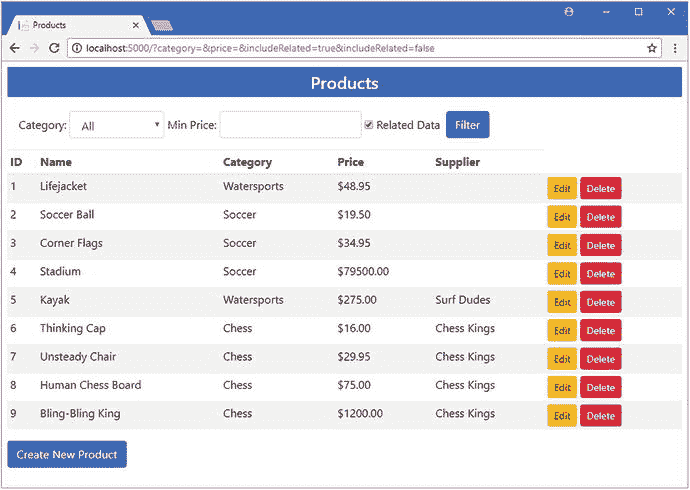 Products
localhost:5000/?category=&price=&includeRelated=true&includeRelated=false
Products
Category: All Min Price: Related Data Filter
ID Name Category Price Supplier
1 Lifejacket Watersports $48.95 Edit Delete
2 Soccer Ball Soccer $19.50 Edit Delete
3 Corner Flags Soccer $34.95 Edit Delete
4 Stadium Soccer $79500.00 Edit Delete
5 Kayak Watersports $275.00 Surf Dudes Edit Delete
6 Thinking Cap Chess $16.00 Chess Kings Edit Delete
7 Unsteady Chair Chess $29.95 Chess Kings Edit Delete
8 Human Chess Board Chess $75.00 Chess Kings Edit Delete
9 Bling-Bling King Chess $1200.00 Chess Kings Edit Delete
Create New Product